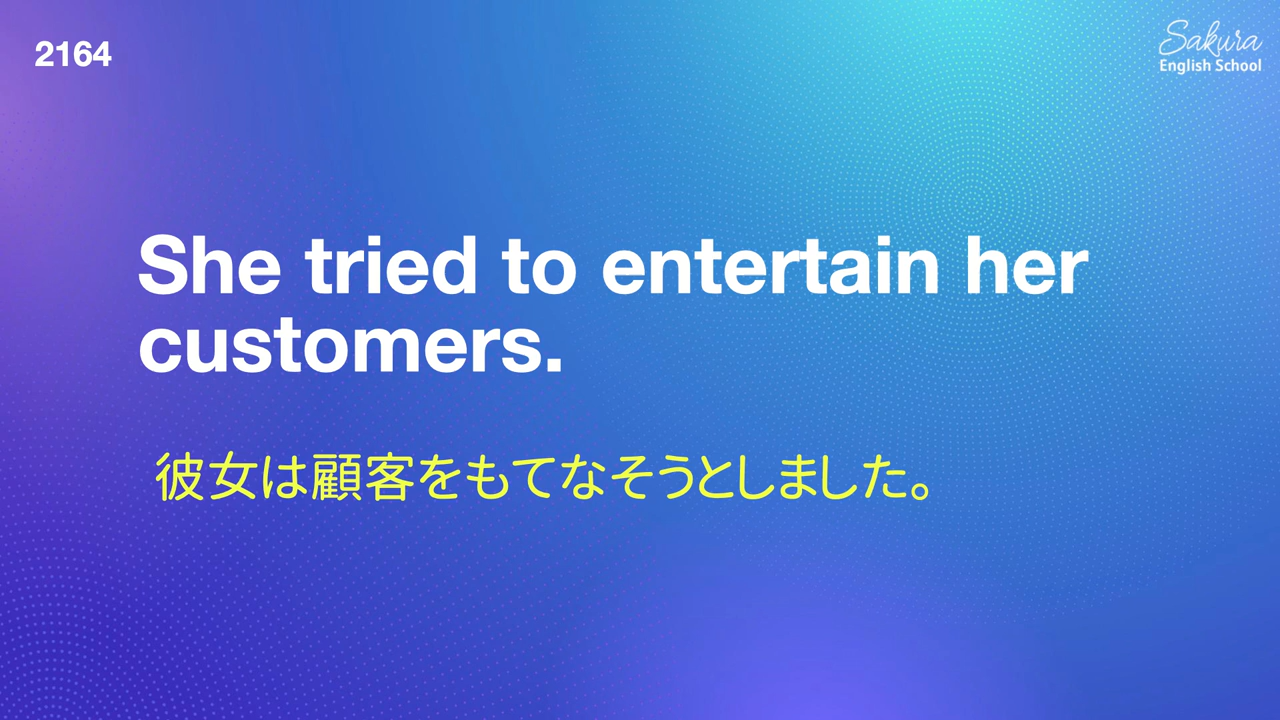 2164
Sakura
English School
She tried to entertain her
customers.
彼女は顧客をもてなそうとしました。